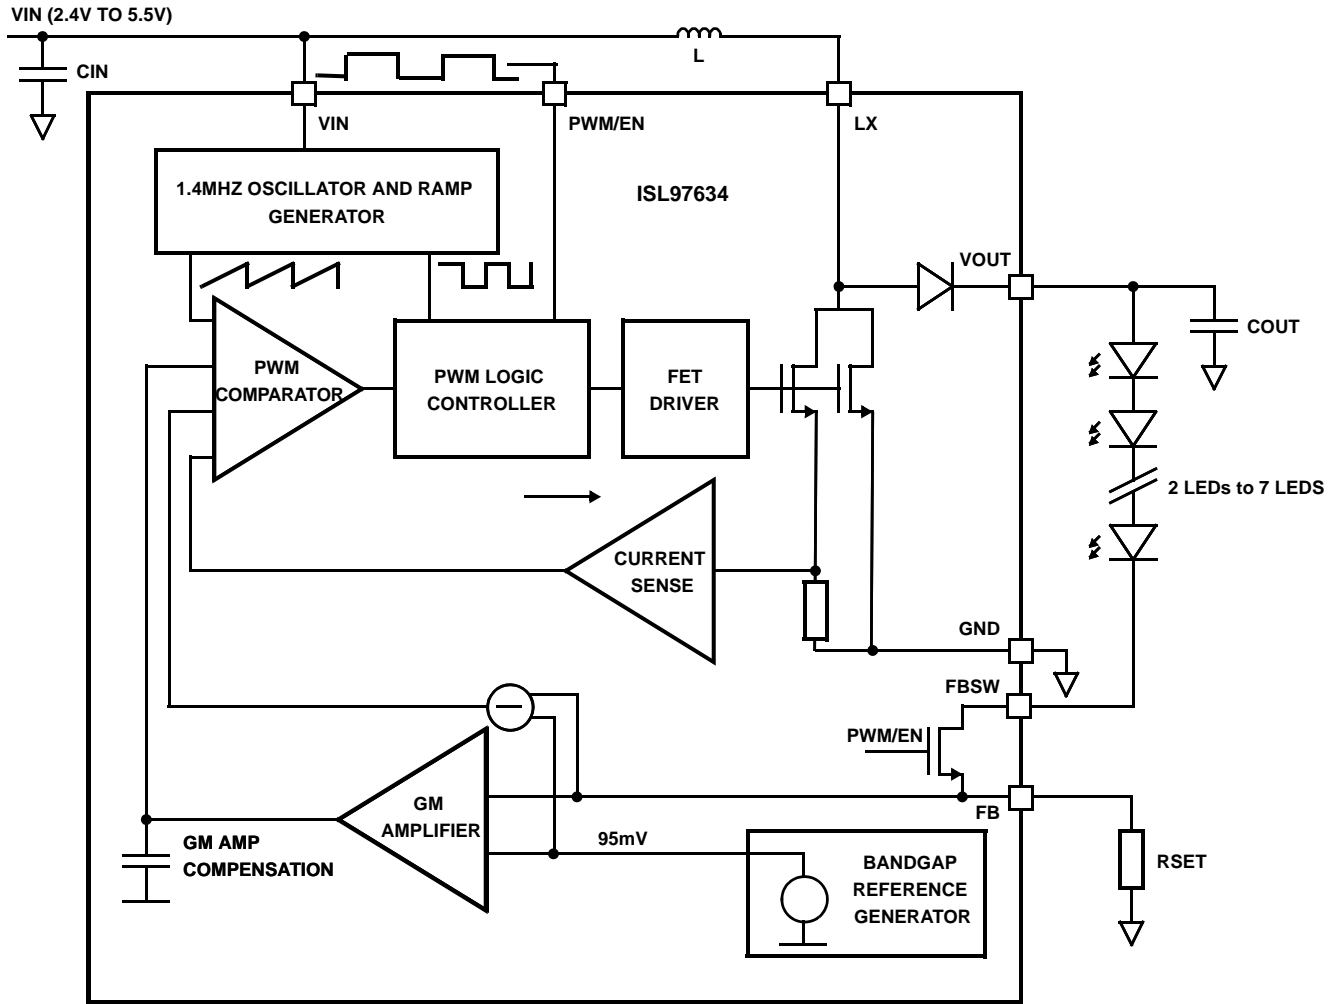 VIN (2.4V TO 5.5V)
CIN
L
VIN
PWM/EN
LX
1.4MHZ OSCILLATOR AND RAMP
GENERATOR
ISL97634
VOUT
COUT
PWM
COMPARATOR
PWM LOGIC
CONTROLLER
FET
DRIVER
2 LEDs to 7 LEDS
CURRENT
SENSE
GND
FBSW
PWM/EN
GM
AMPLIFIER
FB
95mV
GM AMP
COMPENSATION
BANDGAP
REFERENCE
GENERATOR
RSET